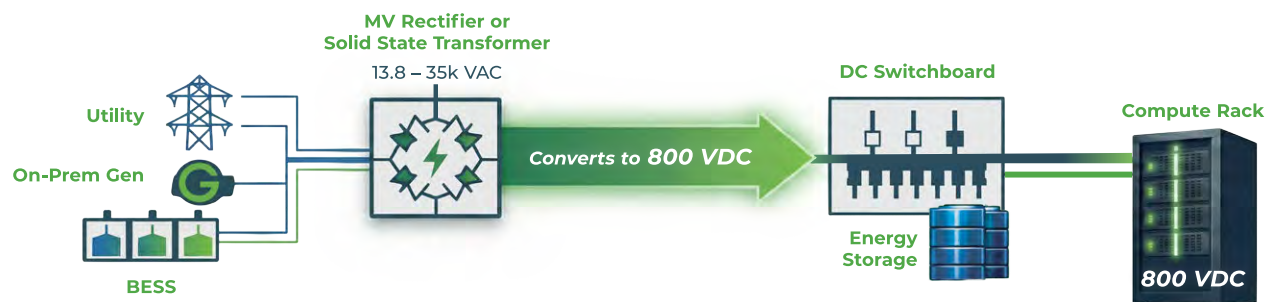 MV Rectifier or
Solid State Transformer
13.8 – 35k VAC
Utility
On-Prem Gen
G
BESS
Converts to 800 VDC
DC Switchboard
Energy
Storage
Compute Rack
800 VDC